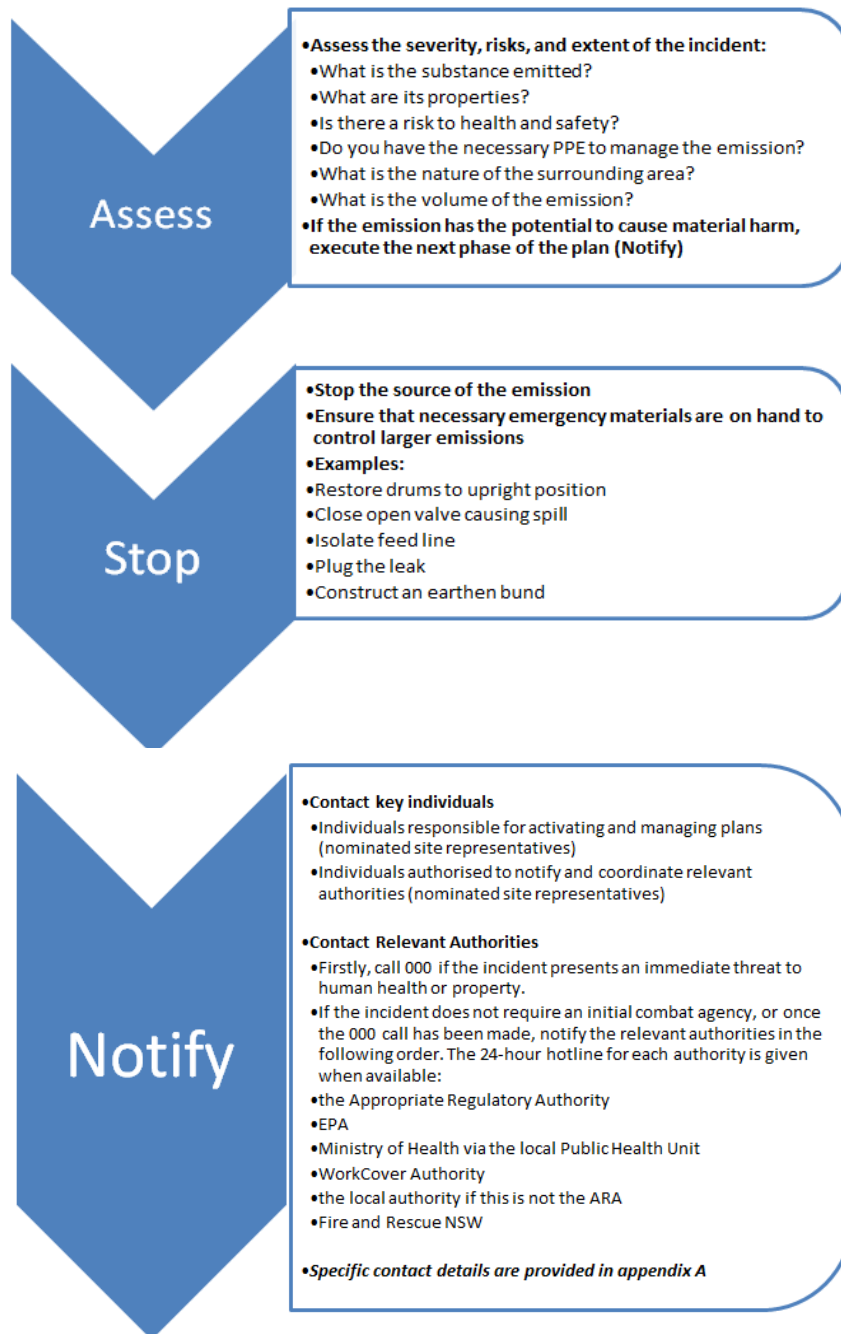 Assess
•Assess the severity, risks, and extent of the incident:
•What is the substance emitted?
•What are its properties?
•Is there a risk to health and safety?
•Do you have the necessary PPE to manage the emission?
•What is the nature of the surrounding area?
•What is the volume of the emission?
•If the emission has the potential to cause material harm,
execute the next phase of the plan (Notify)
Stop
•Stop the source of the emission
•Ensure that necessary emergency materials are on hand to
control larger emissions
•Examples:
•Restore drums to upright position
•Close open valve causing spill
•Isolate feed line
•Plug the leak
•Construct an earthen bund
Notify
•Contact key individuals
•Individuals responsible for activating and managing plans
(nominated site representatives)
•Individuals authorised to notify and coordinate relevant
authorities (nominated site representatives)
•Contact Relevant Authorities
•Firstly, call 000 if the incident presents an immediate threat to
human health or property.
•If the incident does not require an initial combat agency, or once
the 000 call has been made, notify the relevant authorities in the
following order. The 24-hour hotline for each authority is given
when available:
•the Appropriate Regulatory Authority
•EPA
•Ministry of Health via the local Public Health Unit
•WorkCover Authority
•the local authority if this is not the ARA
•Fire and Rescue NSW
•Specific contact details are provided in appendix A